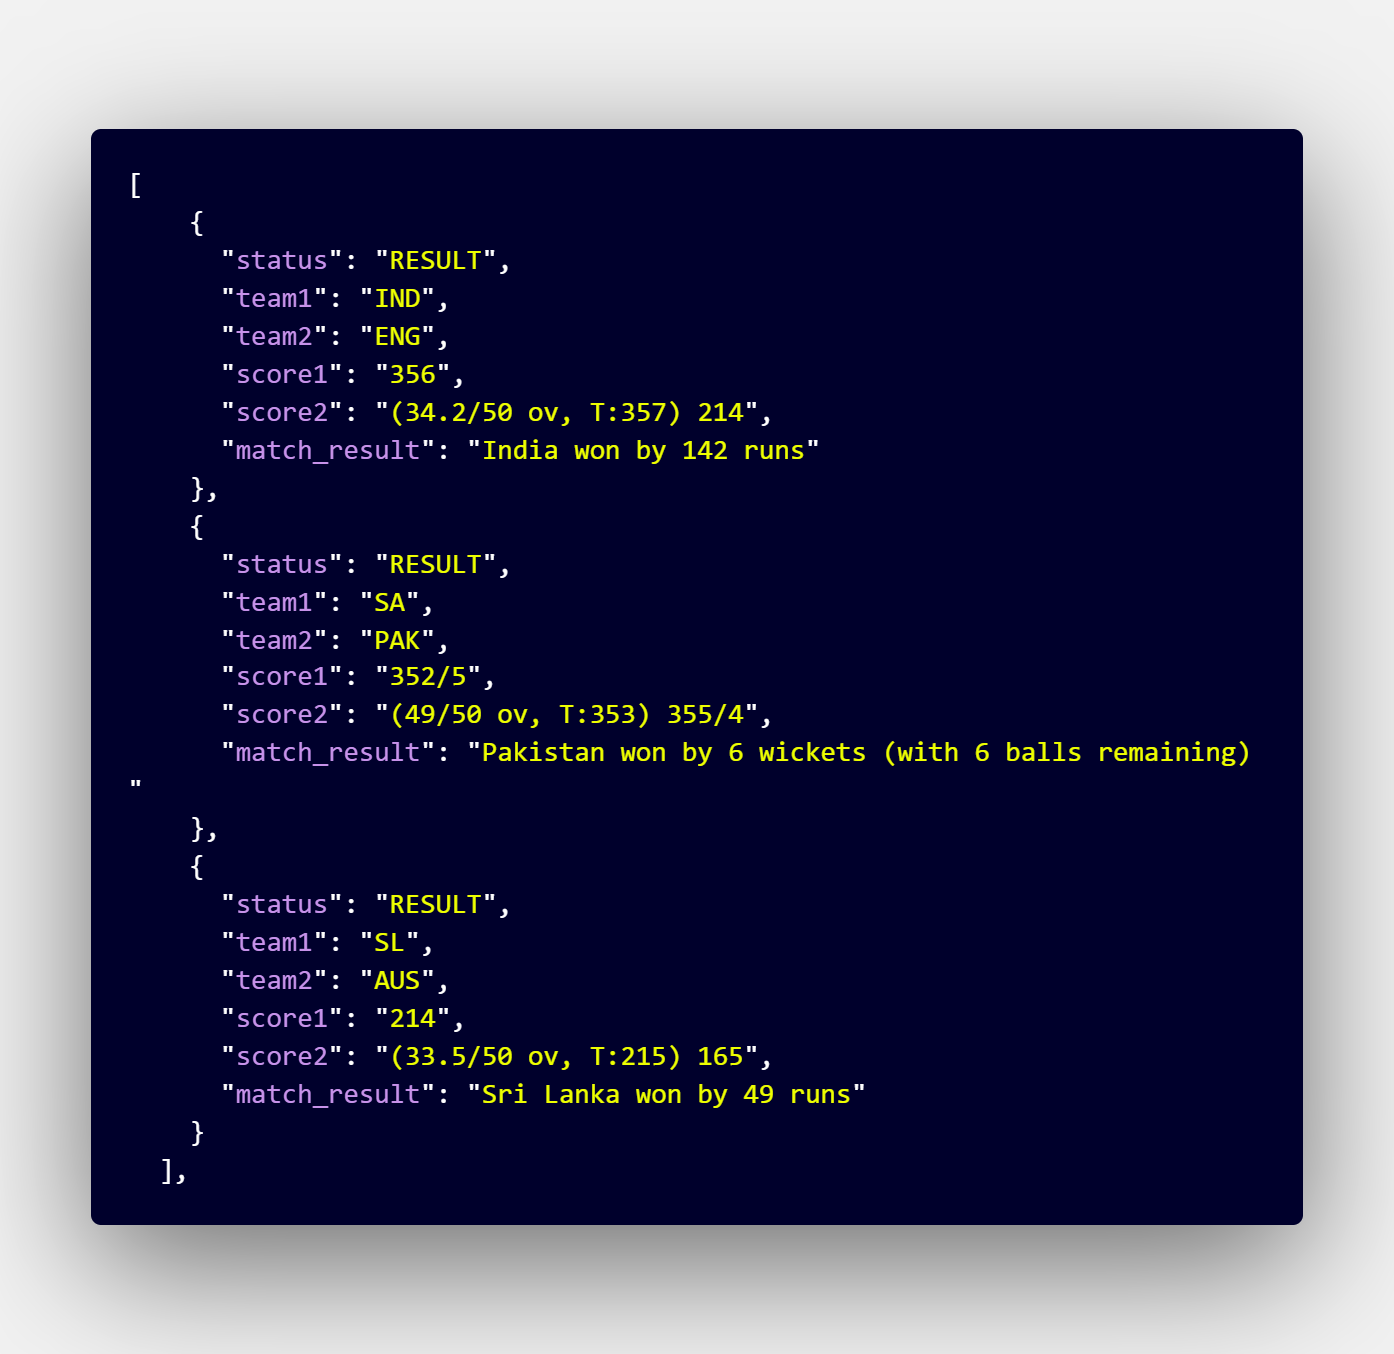 [
    {
      "status": "RESULT",
      "team1": "IND",
      "team2": "ENG",
      "score1": "356",
      "score2": "(34.2/50 ov, T:357) 214",
      "match_result": "India won by 142 runs"
    },
    {
      "status": "RESULT",
      "team1": "SA",
      "team2": "PAK",
      "score1": "352/5",
      "score2": "(49/50 ov, T:353) 355/4",
      "match_result": "Pakistan won by 6 wickets (with 6 balls remaining)
"
    },
    {
      "status": "RESULT",
      "team1": "SL",
      "team2": "AUS",
      "score1": "214",
      "score2": "(33.5/50 ov, T:215) 165",
      "match_result": "Sri Lanka won by 49 runs"
    }
  ],